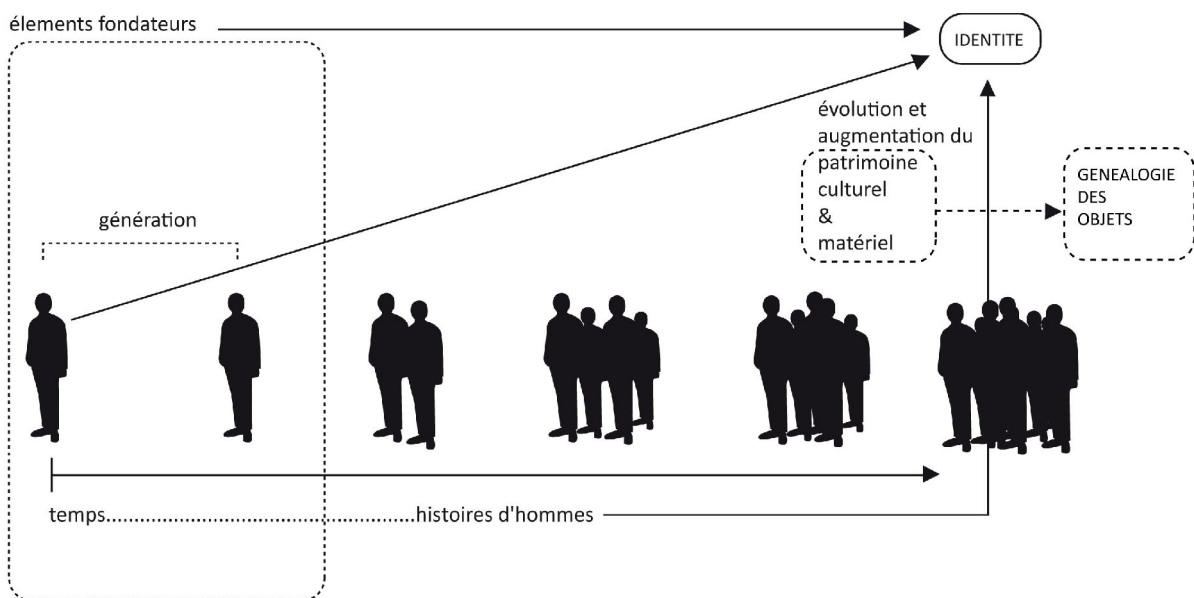 élements fondateurs
IDENTITE
évolution et
augmentation du
patrimoine
culturel
&
matériel
GENEALOGIE
DES
OBJETS
génération
temps.......................................................histoires d'hommes